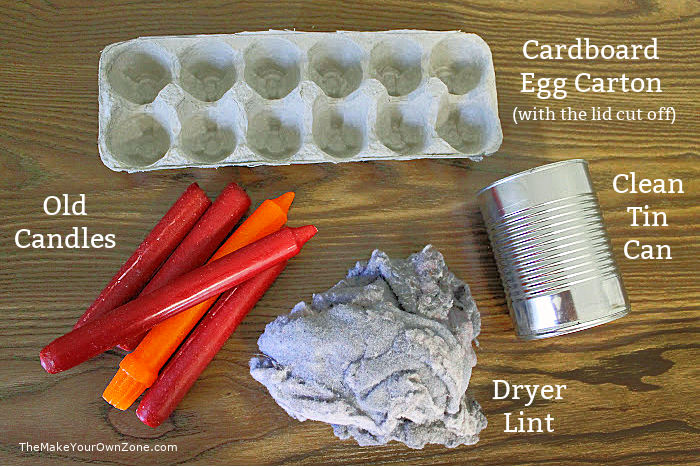 Cardboard
Egg Carton
(with the lid cut off)
Old
Candles
Clean
Tin
Can
Dryer
Lint
TheMakeYourOwnZone.com